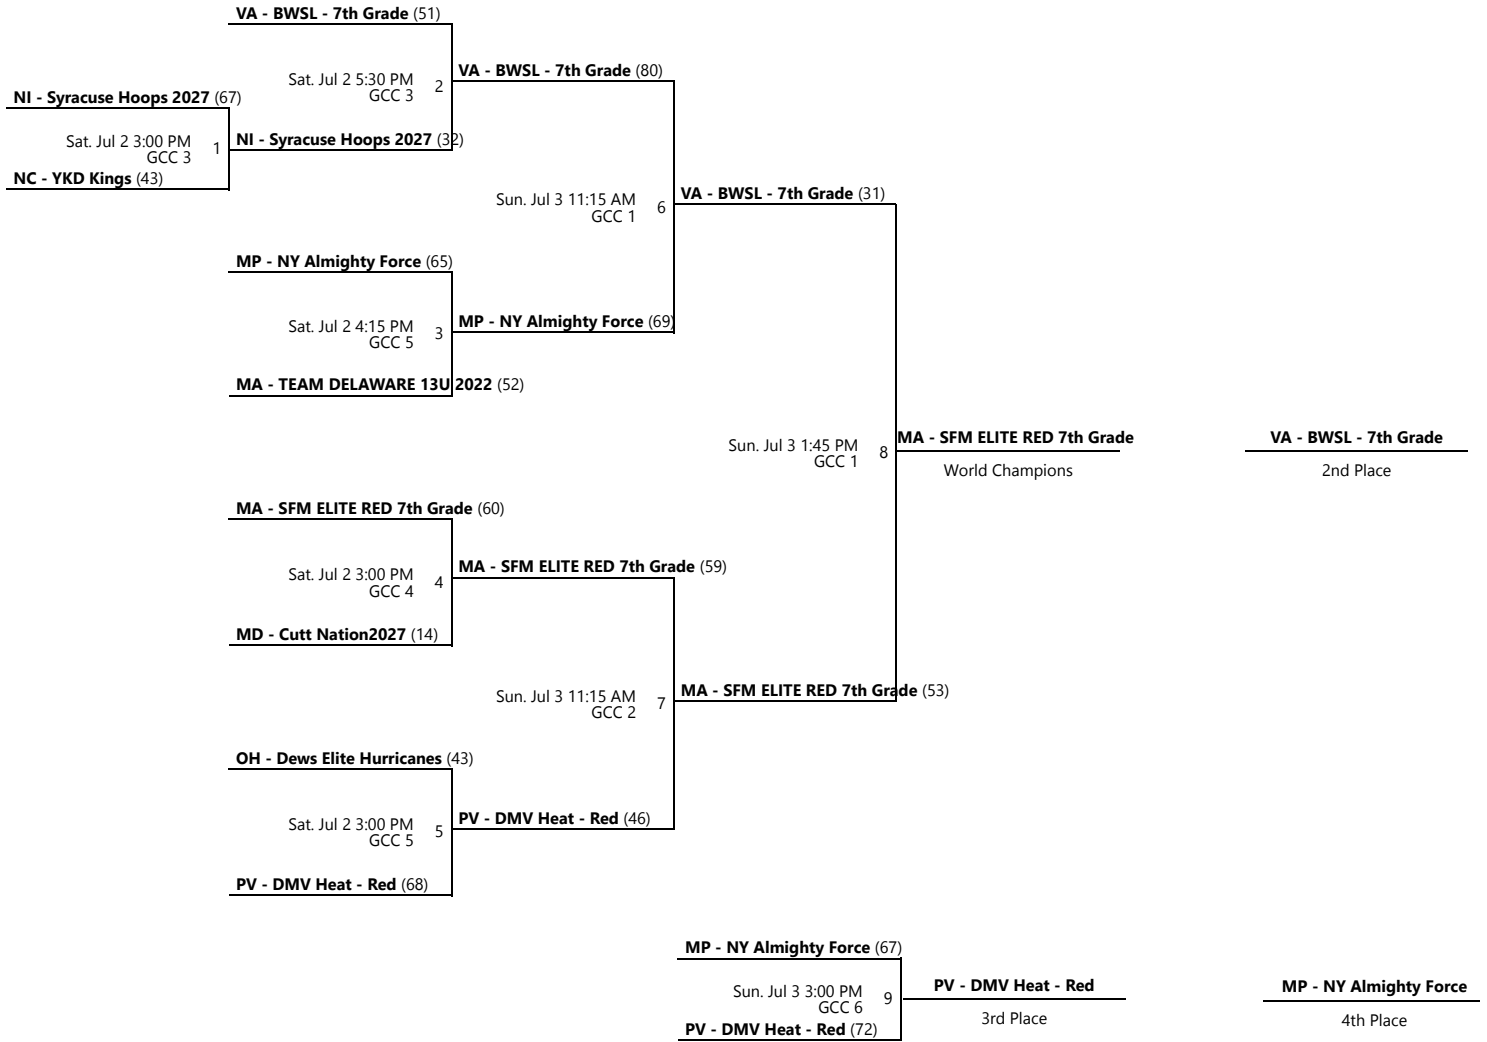 VA - BWSL - 7th Grade (51)
Sat. Jul 2 5:30 PM
GCC 3
2
VA - BWSL - 7th Grade (80)
NI - Syracuse Hoops 2027 (67)
Sat. Jul 2 3:00 PM
GCC 3
1
NI - Syracuse Hoops 2027 (32)
NC - YKD Kings (43)
Sun. Jul 3 11:15 AM
GCC 1
6
VA - BWSL - 7th Grade (31)
MP - NY Almighty Force (65)
Sat. Jul 2 4:15 PM
GCC 5
3
MP - NY Almighty Force (69)
MA - TEAM DELAWARE 13U 2022 (52)
Sun. Jul 3 1:45 PM
GCC 1
8
MA - SFM ELITE RED 7th Grade
World Champions
VA - BWSL - 7th Grade
2nd Place
MA - SFM ELITE RED 7th Grade (60)
Sat. Jul 2 3:00 PM
GCC 4
4
MA - SFM ELITE RED 7th Grade (59)
MD - Cutt Nation2027 (14)
Sun. Jul 3 11:15 AM
GCC 2
7
MA - SFM ELITE RED 7th Grade (53)
OH - Dews Elite Hurricanes (43)
Sat. Jul 2 3:00 PM
GCC 5
5
PV - DMV Heat - Red (46)
PV - DMV Heat - Red (68)
MP - NY Almighty Force (67)
Sun. Jul 3 3:00 PM
GCC 6
9
PV - DMV Heat - Red
3rd Place
MP - NY Almighty Force
4th Place
PV - DMV Heat - Red (72)